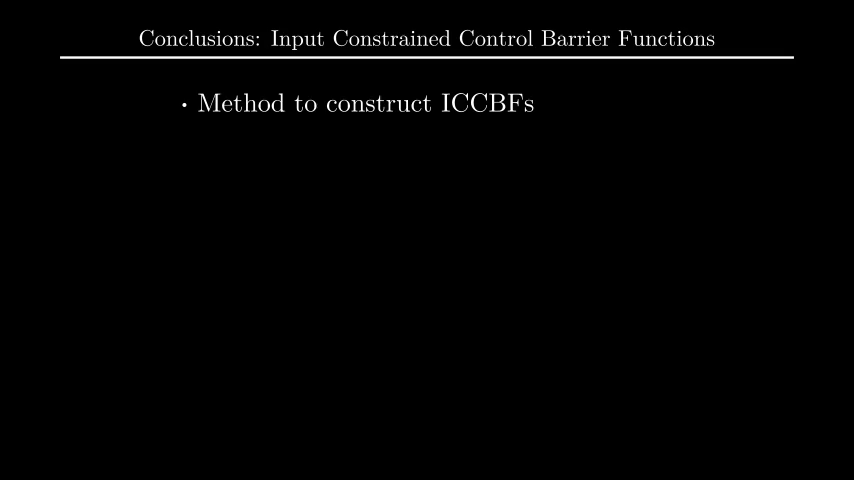 Conclusions: Input Constrained Control Barrier Functions
· Method to construct ICCBFs